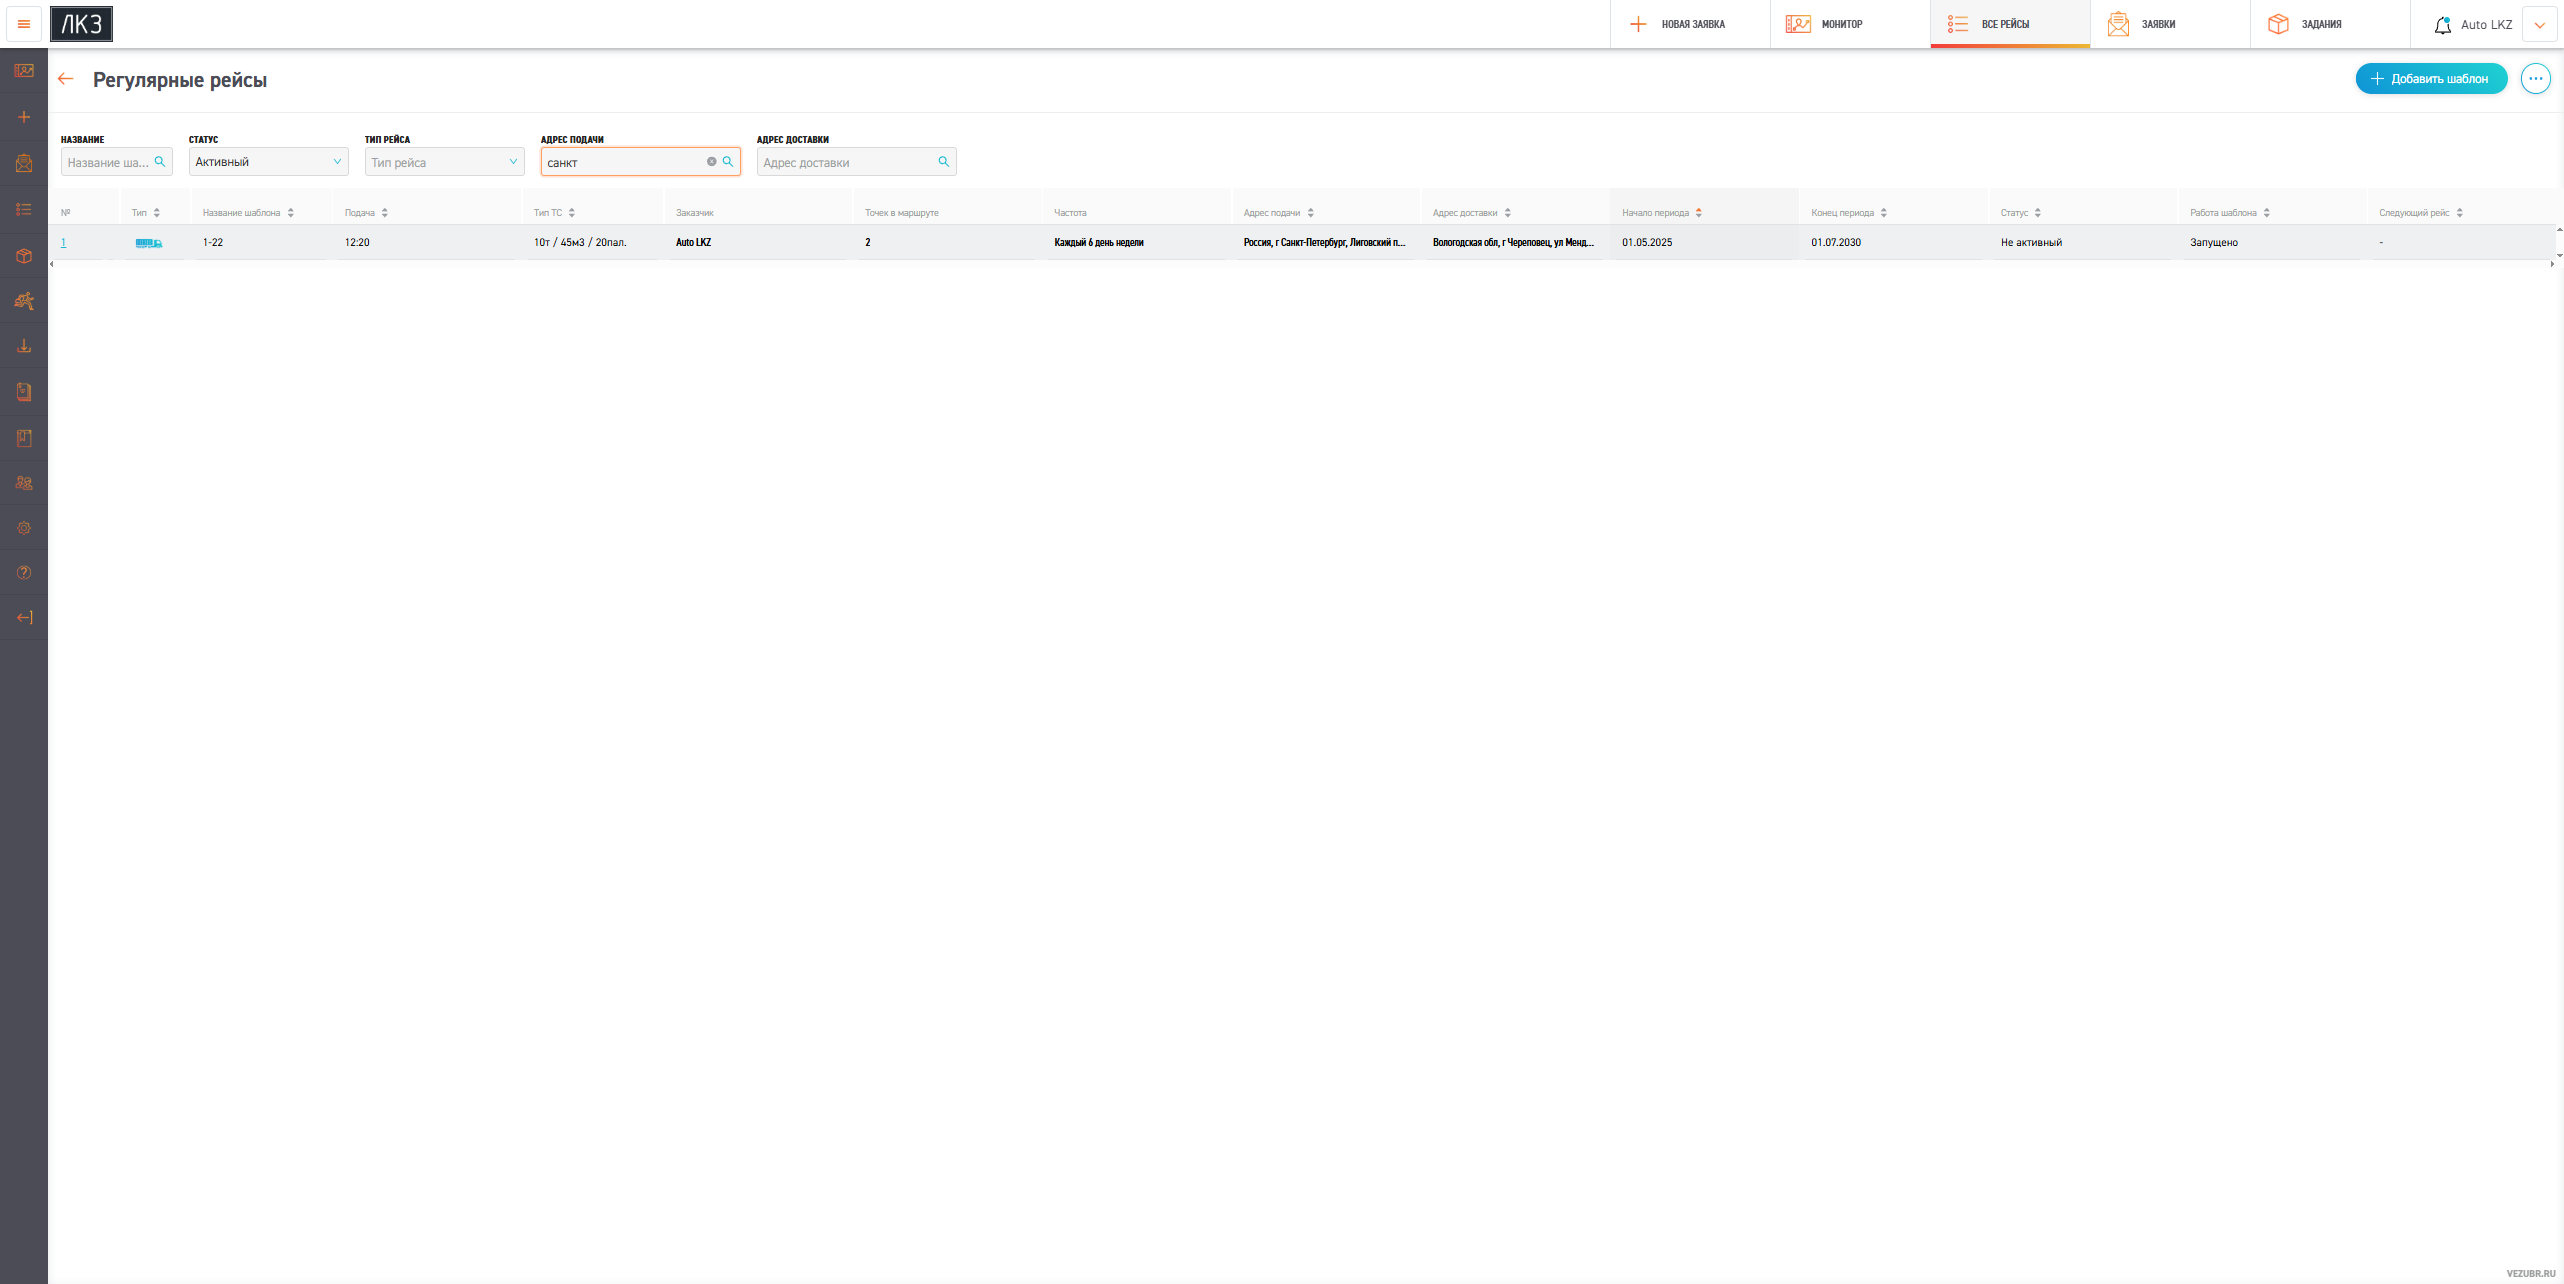 ЛКЗ
НОВАЯ ЗАЯВКА
МОНИТОР
ВСЕ РЕЙСЫ
ЗАЯВКИ
ЗАДАНИЯ
Auto LKZ
Регулярные рейсы
Добавить шаблон
НАЗВАНИЕ СТАТУС ТИП РЕЙСА АДРЕС ПОДАЧИ АДРЕС ДОСТАВКИ
Название ша... Активный Тип рейса санкт Адрес доставки
№ Тип Название шаблона Подача Тип ТС Заказчик Точек в маршруте Частота Адрес подачи Адрес доставки Начало периода Конец периода Статус Работа шаблона Следующий рейс
1 1-22 12:20 10т / 45м3 / 20пал. Auto LKZ 2 Каждый 6 день недели Россия, г Санкт-Петербург, Лиговский п... Вологодская обл, г Череповец, ул Менд... 01.05.2025 01.07.2030 Не активный Запущено -
VEZUBR.RU